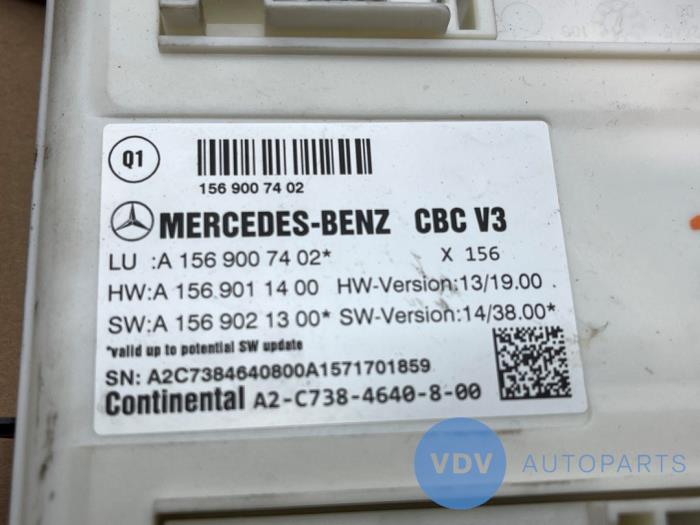 Q1
156 900 74 02
MERCEDES-BENZ CBC V3
LU :A 156 900 74 02* X 156
HW:A 156 901 14 00 HW-Version:13/19.00
SW:A 156 902 13 00* SW-Version:14/38.00*
*valid up to potential SW update
SN: A2C7384640800A1571701859
Continental A2-C738-4640-8-00
VDV AUTOPARTS